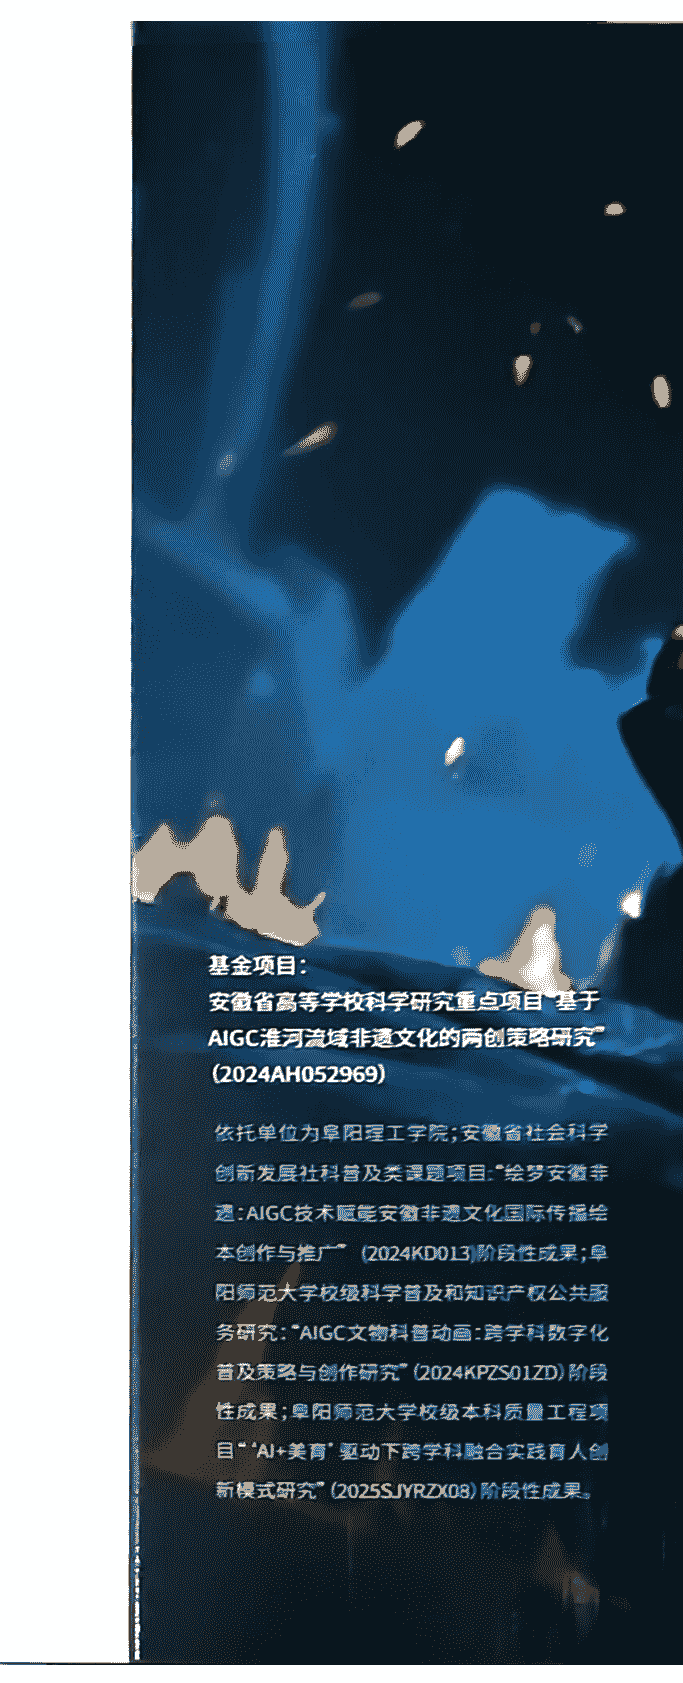 基金项目：
安徽省高等学校科学研究重点项目“基于
AIGC淮河流域非遗文化的两创策略研究”
(2024AH052969)
依托单位为阜阳理工学院；安徽省社会科学
创新发展社科普及类课题项目：“绘梦安徽非
遗：AIGC技术赋能安徽非遗文化国际传播绘
本创作与推广”（2024KD013)阶段性成果；阜
阳师范大学校级科学普及和知识产权公共服
务研究：“AIGC文物科普动画：跨学科数字化
普及策略与创作研究”(2024KPZS01ZD)阶段
性成果；阜阳师范大学校级本科质量工程项
目“‘AI+美育’驱动下跨学科融合实践育人创
新模式研究”(2025SJYRZX08)阶段性成果。